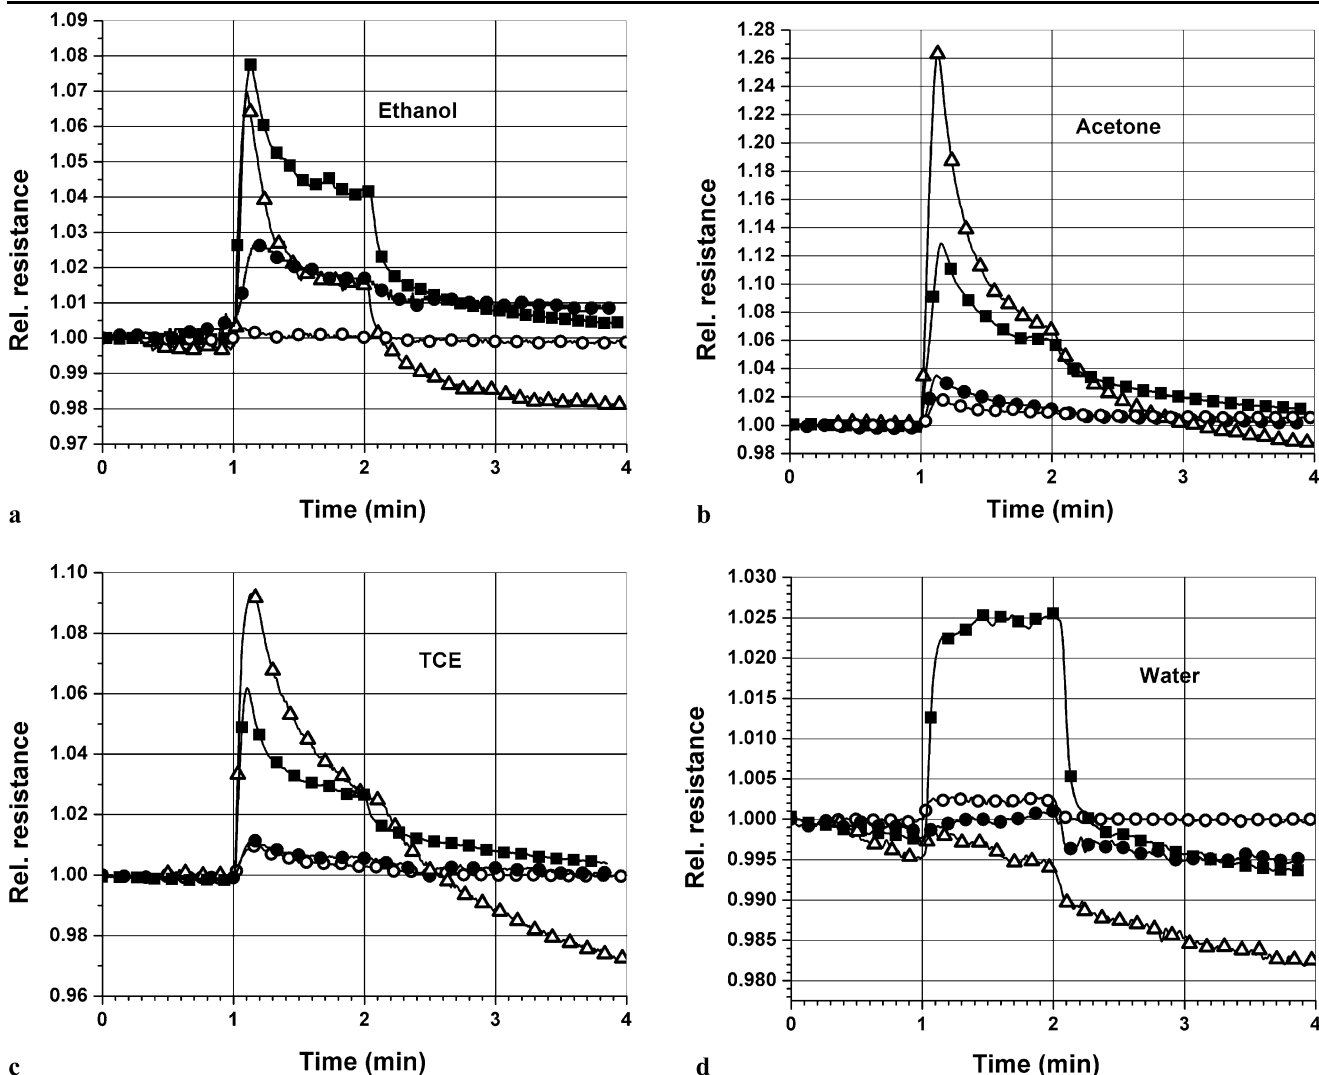 1.09
1.08
1.07
1.06
1.05
1.04
1.03
1.02
1.01
1.00
0.99
0.98
0.97
Rel. resistance
Ethanol
0 1 2 3 4
Time (min)
a
1.28
1.26
1.24
1.22
1.20
1.18
1.16
1.14
1.12
1.10
1.08
1.06
1.04
1.02
1.00
0.98
Rel. resistance
Acetone
0 1 2 3 4
Time (min)
b
1.10
1.08
1.06
1.04
1.02
1.00
0.98
0.96
Rel. resistance
TCE
0 1 2 3 4
Time (min)
c
1.030
1.025
1.020
1.015
1.010
1.005
1.000
0.995
0.990
0.985
0.980
Rel. resistance
Water
0 1 2 3 4
Time (min)
d